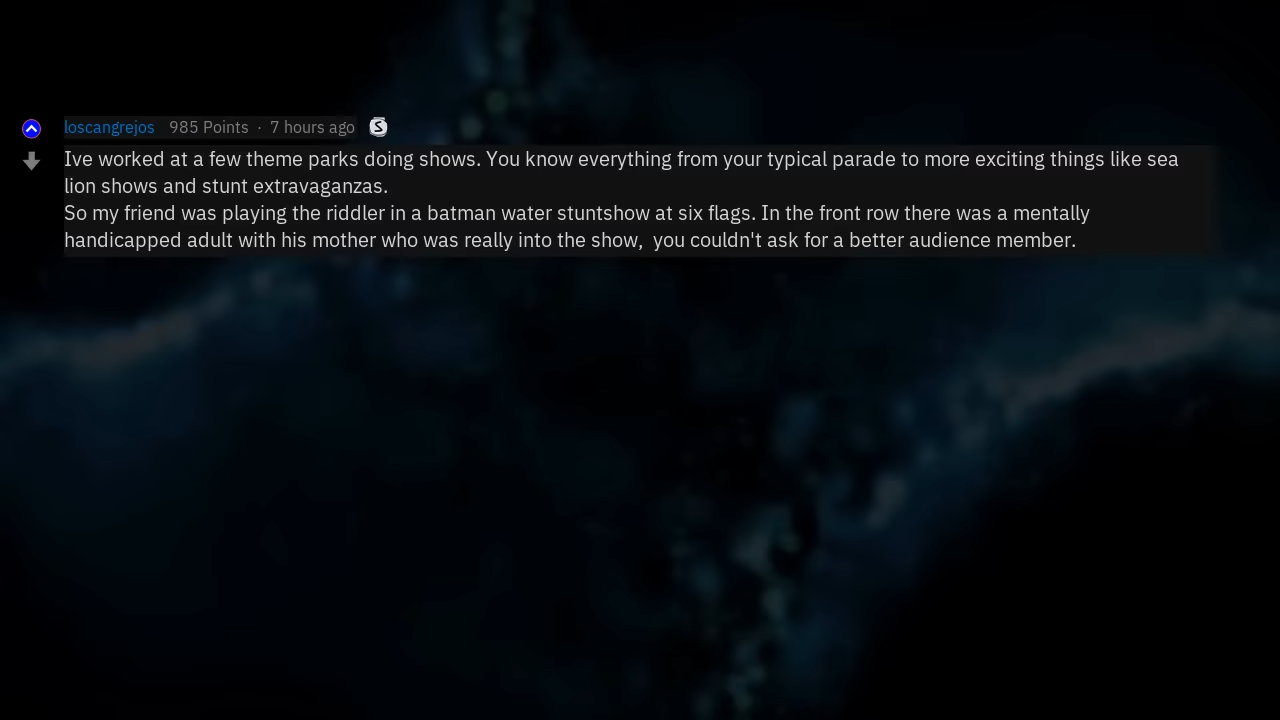 loscangrejos 985 Points · 7 hours ago
Ive worked at a few theme parks doing shows. You know everything from your typical parade to more exciting things like sea
lion shows and stunt extravaganzas.
So my friend was playing the riddler in a batman water stuntshow at six flags. In the front row there was a mentally
handicapped adult with his mother who was really into the show,  you couldn't ask for a better audience member.